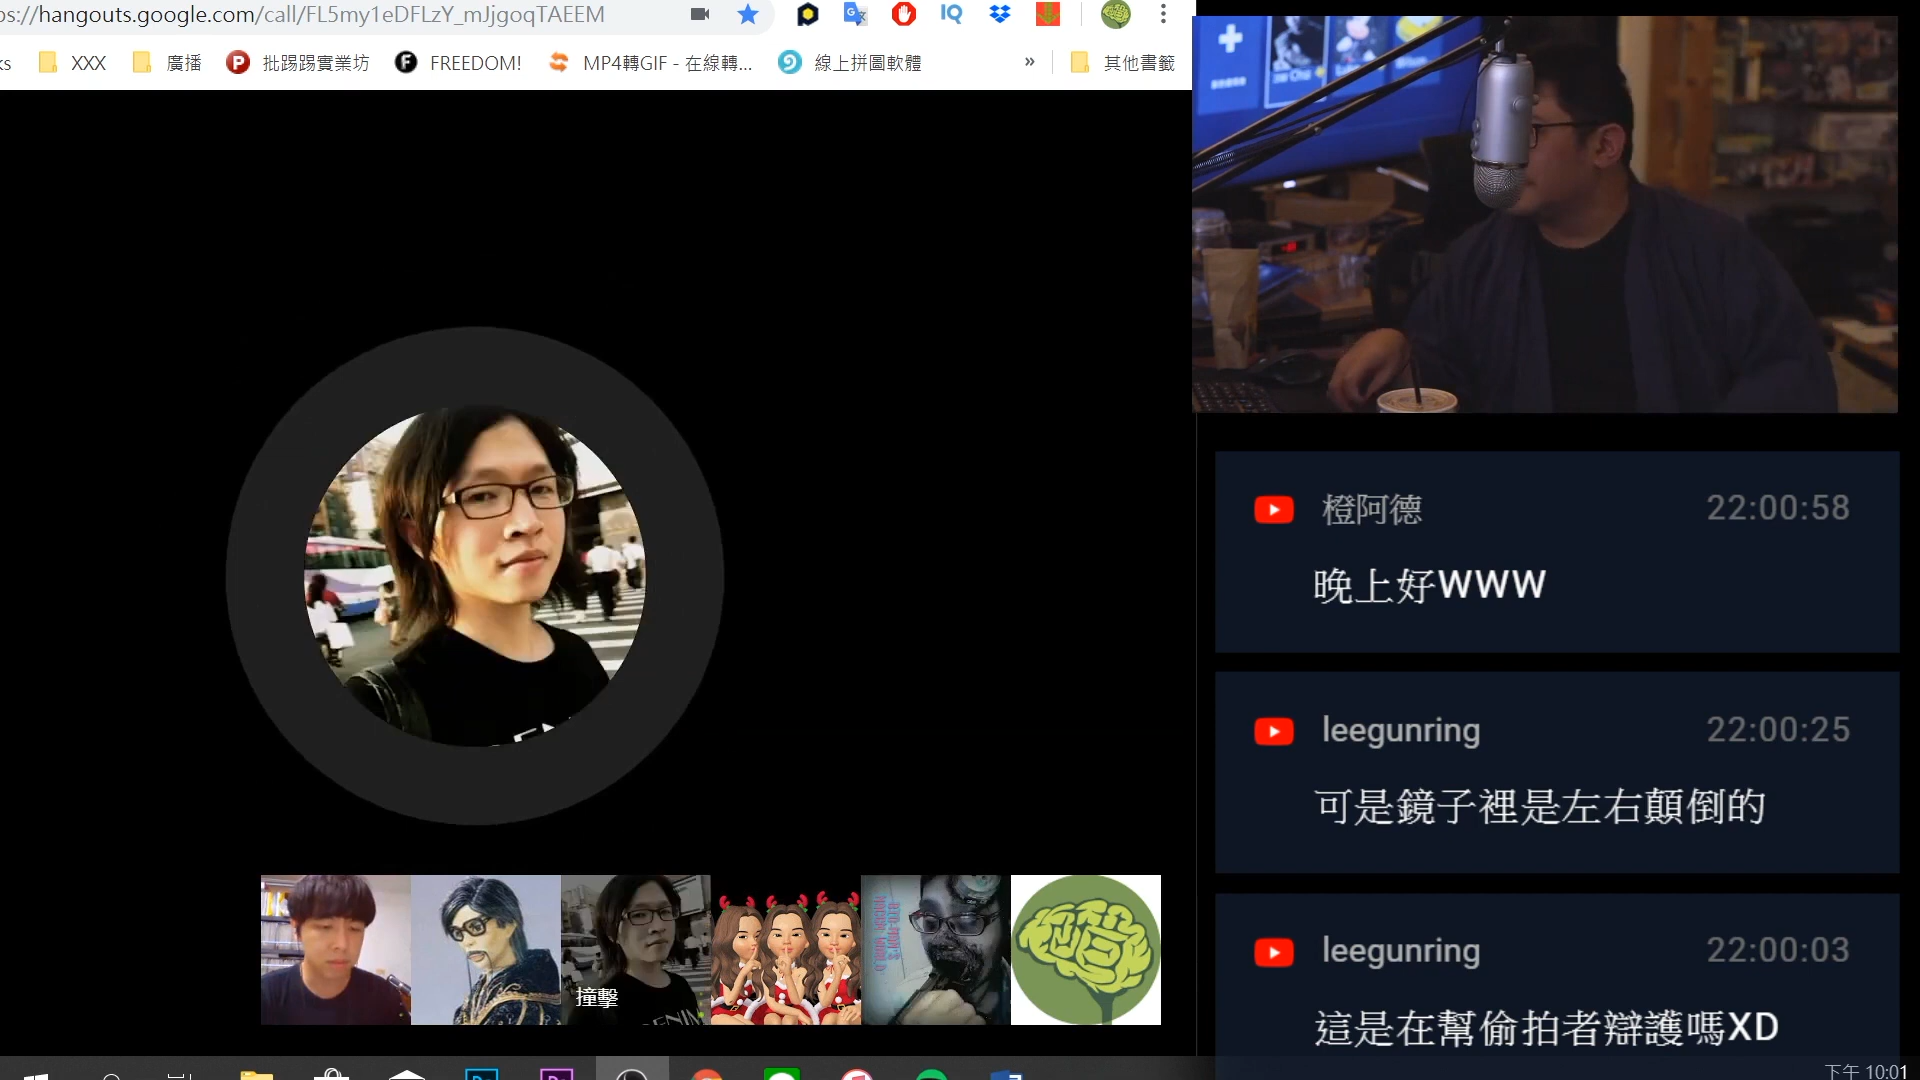 ps://hangouts.google.com/call/FL5my1eDFLzY_mJjgoqTAEEM
ks XXX 廣播 批踢踢實業坊 FREEDOM! MP4轉GIF - 在線轉... 線上拼圖軟體 » 其他書籤
橙阿德 22:00:58
晚上好WWW
leegunring 22:00:25
可是鏡子裡是左右顛倒的
leegunring 22:00:03
這是在幫偷拍者辯護嗎XD
撞擊
下午 10:01